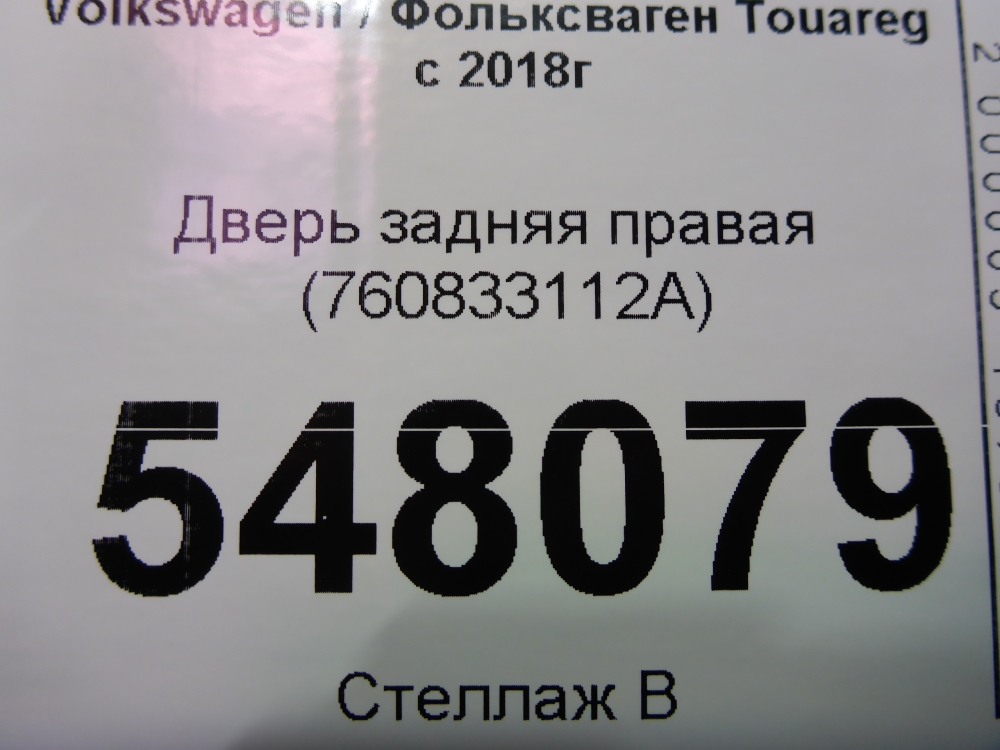 Volkswagen / Фольксваген Touareg
с 2018г
Дверь задняя правая
(760833112A)
548079
Стеллаж В